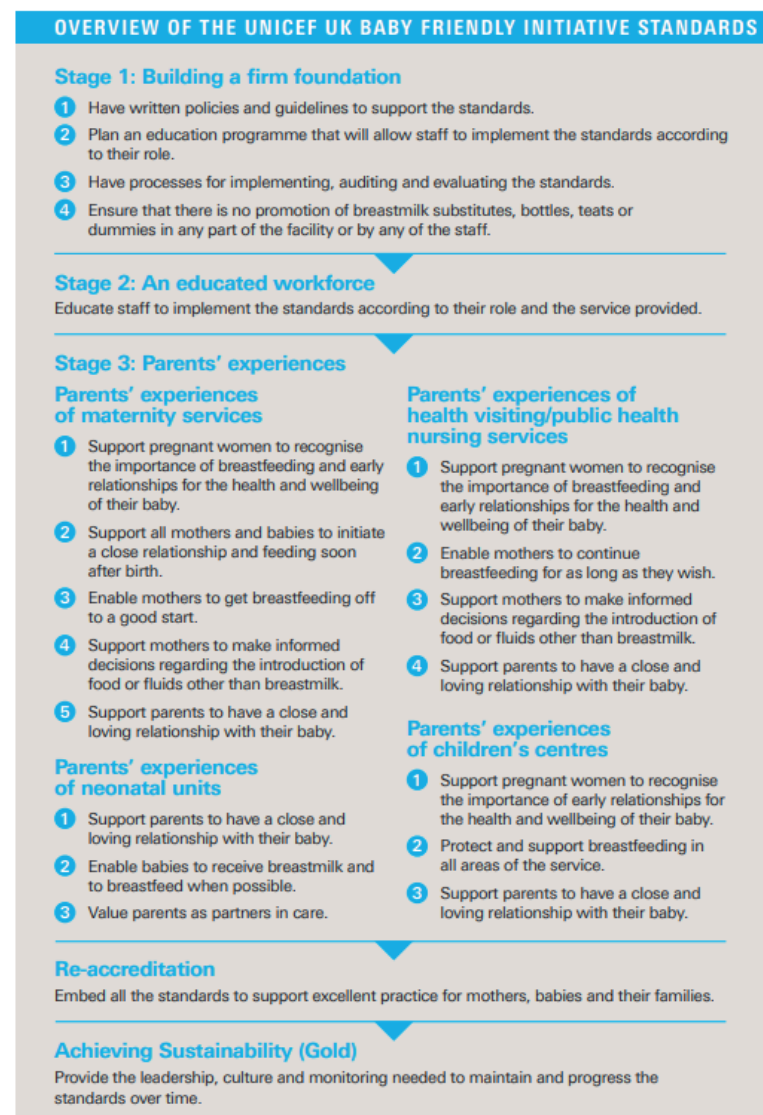 OVERVIEW OF THE UNICEF UK BABY FRIENDLY INITIATIVE STANDARDS
Stage 1: Building a firm foundation
1 Have written policies and guidelines to support the standards.
2 Plan an education programme that will allow staff to implement the standards according
to their role.
3 Have processes for implementing, auditing and evaluating the standards.
4 Ensure that there is no promotion of breastmilk substitutes, bottles, teats or
dummies in any part of the facility or by any of the staff.
Stage 2: An educated workforce
Educate staff to implement the standards according to their role and the service provided.
Stage 3: Parents' experiences
Parents' experiences
of maternity services
1 Support pregnant women to recognise
the importance of breastfeeding and early
relationships for the health and wellbeing
of their baby.
2 Support all mothers and babies to initiate
a close relationship and feeding soon
after birth.
3 Enable mothers to get breastfeeding off
to a good start.
4 Support mothers to make informed
decisions regarding the introduction of
food or fluids other than breastmilk.
5 Support parents to have a close and
loving relationship with their baby.
Parents' experiences
of neonatal units
1 Support parents to have a close and
loving relationship with their baby.
2 Enable babies to receive breastmilk and
to breastfeed when possible.
3 Value parents as partners in care.
Parents' experiences of
health visiting/public health
nursing services
1 Support pregnant women to recognise
the importance of breastfeeding and
early relationships for the health and
wellbeing of their baby.
2 Enable mothers to continue
breastfeeding for as long as they wish.
3 Support mothers to make informed
decisions regarding the introduction of
food or fluids other than breastmilk.
4 Support parents to have a close and
loving relationship with their baby.
Parents' experiences
of children's centres
1 Support pregnant women to recognise
the importance of early relationships for
the health and wellbeing of their baby.
2 Protect and support breastfeeding in
all areas of the service.
3 Support parents to have a close and
loving relationship with their baby.
Re-accreditation
Embed all the standards to support excellent practice for mothers, babies and their families.
Achieving Sustainability (Gold)
Provide the leadership, culture and monitoring needed to maintain and progress the
standards over time.